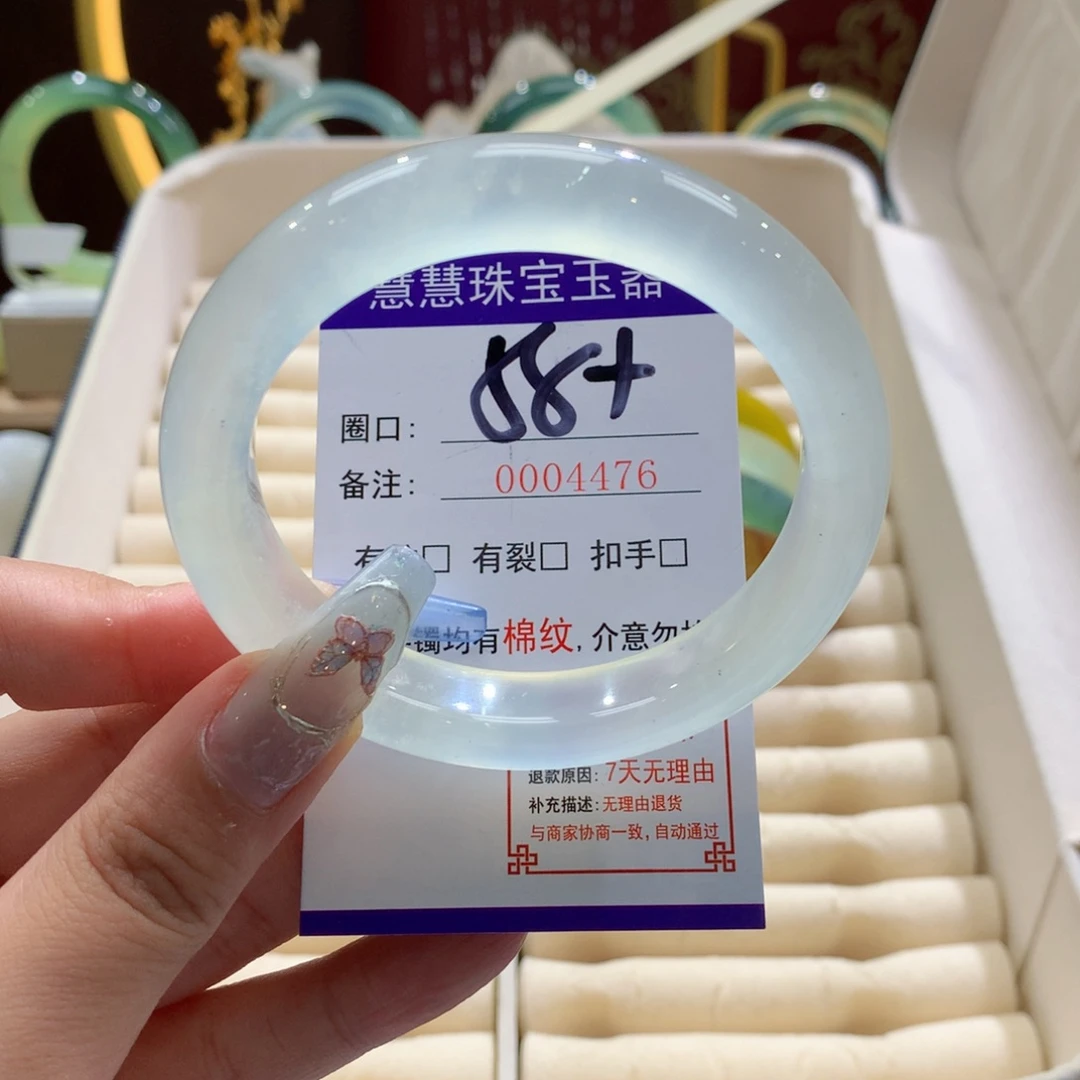 慧慧珠宝玉器
圈口: 58+
备注: 0004476
有□ 有裂□ 扣手□
镯均有棉纹, 介意勿
退款原因: 7天无理由
补充描述: 无理由退货
与商家协商一致, 自动通过